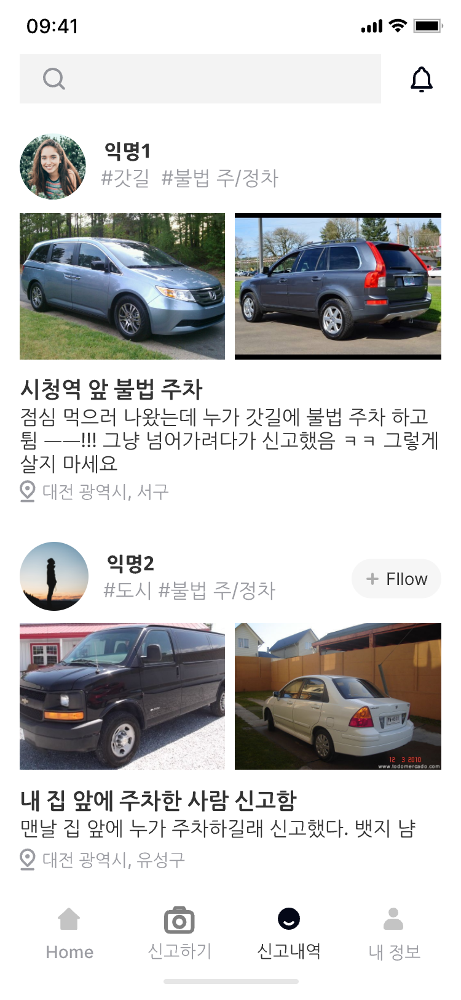 09:41
익명1
#갓길 #불법 주/정차
시청역 앞 불법 주차
점심 먹으러 나왔는데 누가 갓길에 불법 주차 하고
튐 ㅡㅡ!!! 그냥 넘어가려다가 신고했음 ㅋㅋ 그렇게
살지 마세요
대전 광역시, 서구
익명2
#도시 #불법 주/정차
+ Fllow
12 3 2010
www.todomercado.com
내 집 앞에 주차한 사람 신고함
맨날 집 앞에 누가 주차하길래 신고했다. 뱃지 냠
대전 광역시, 유성구
Home 신고하기 신고내역 내 정보